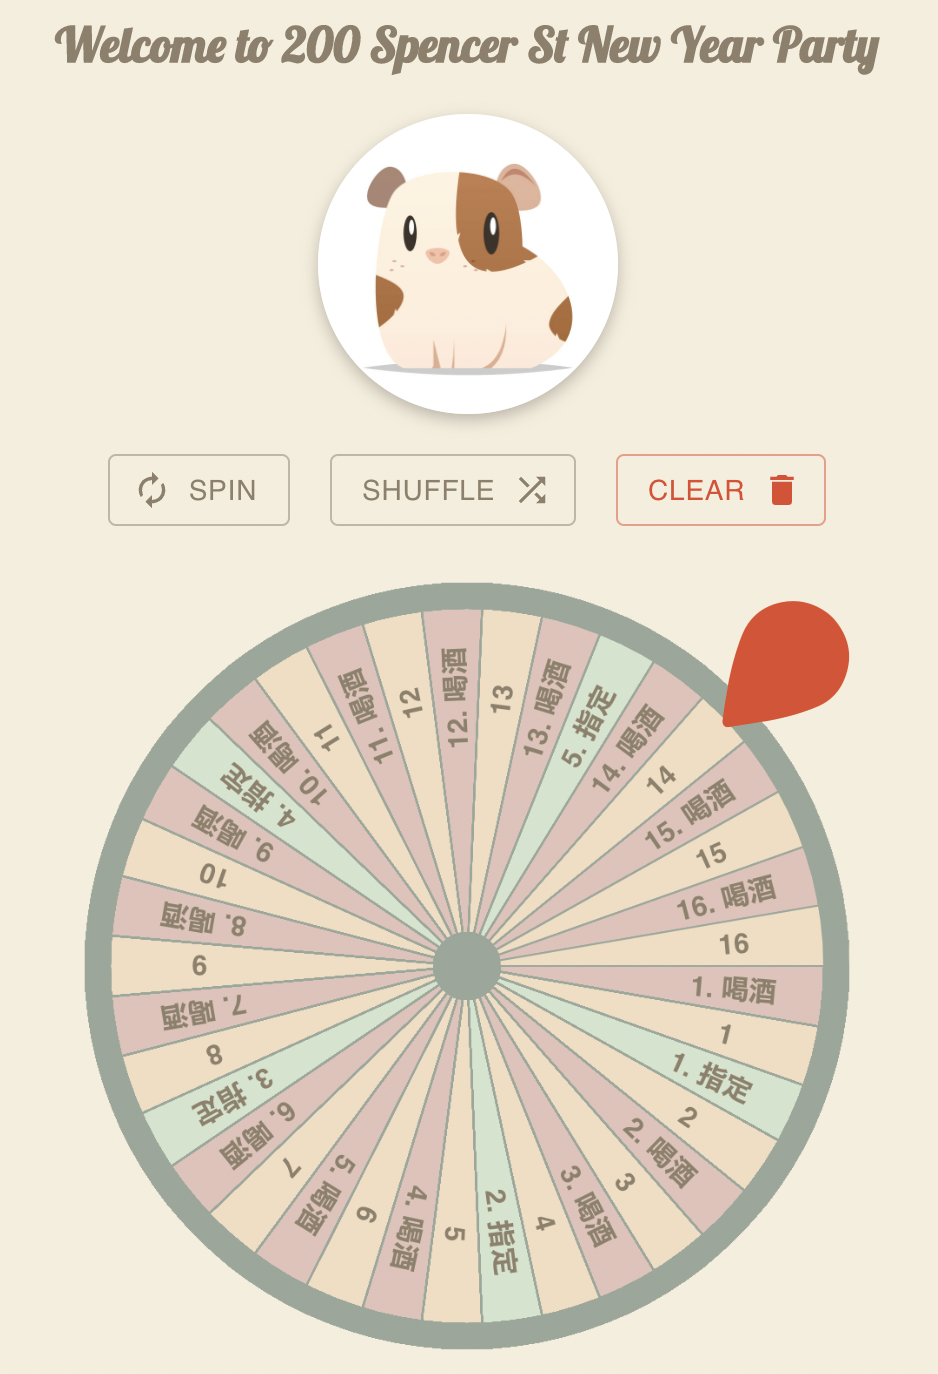 Welcome to 200 Spencer St New Year Party
SPIN
SHUFFLE
CLEAR
12. 喝酒
13
13. 喝酒
5. 指定
14. 喝酒
14
15. 喝酒
15
16. 喝酒
16
1. 喝酒
1
1. 指定
2
2. 喝酒
3
3. 喝酒
4
2. 指定
5
4. 喝酒
6
5. 喝酒
7
6. 喝酒
3. 指定
8
7. 喝酒
9
8. 喝酒
10
9. 喝酒
4. 指定
10. 喝酒
11
11. 喝酒
12